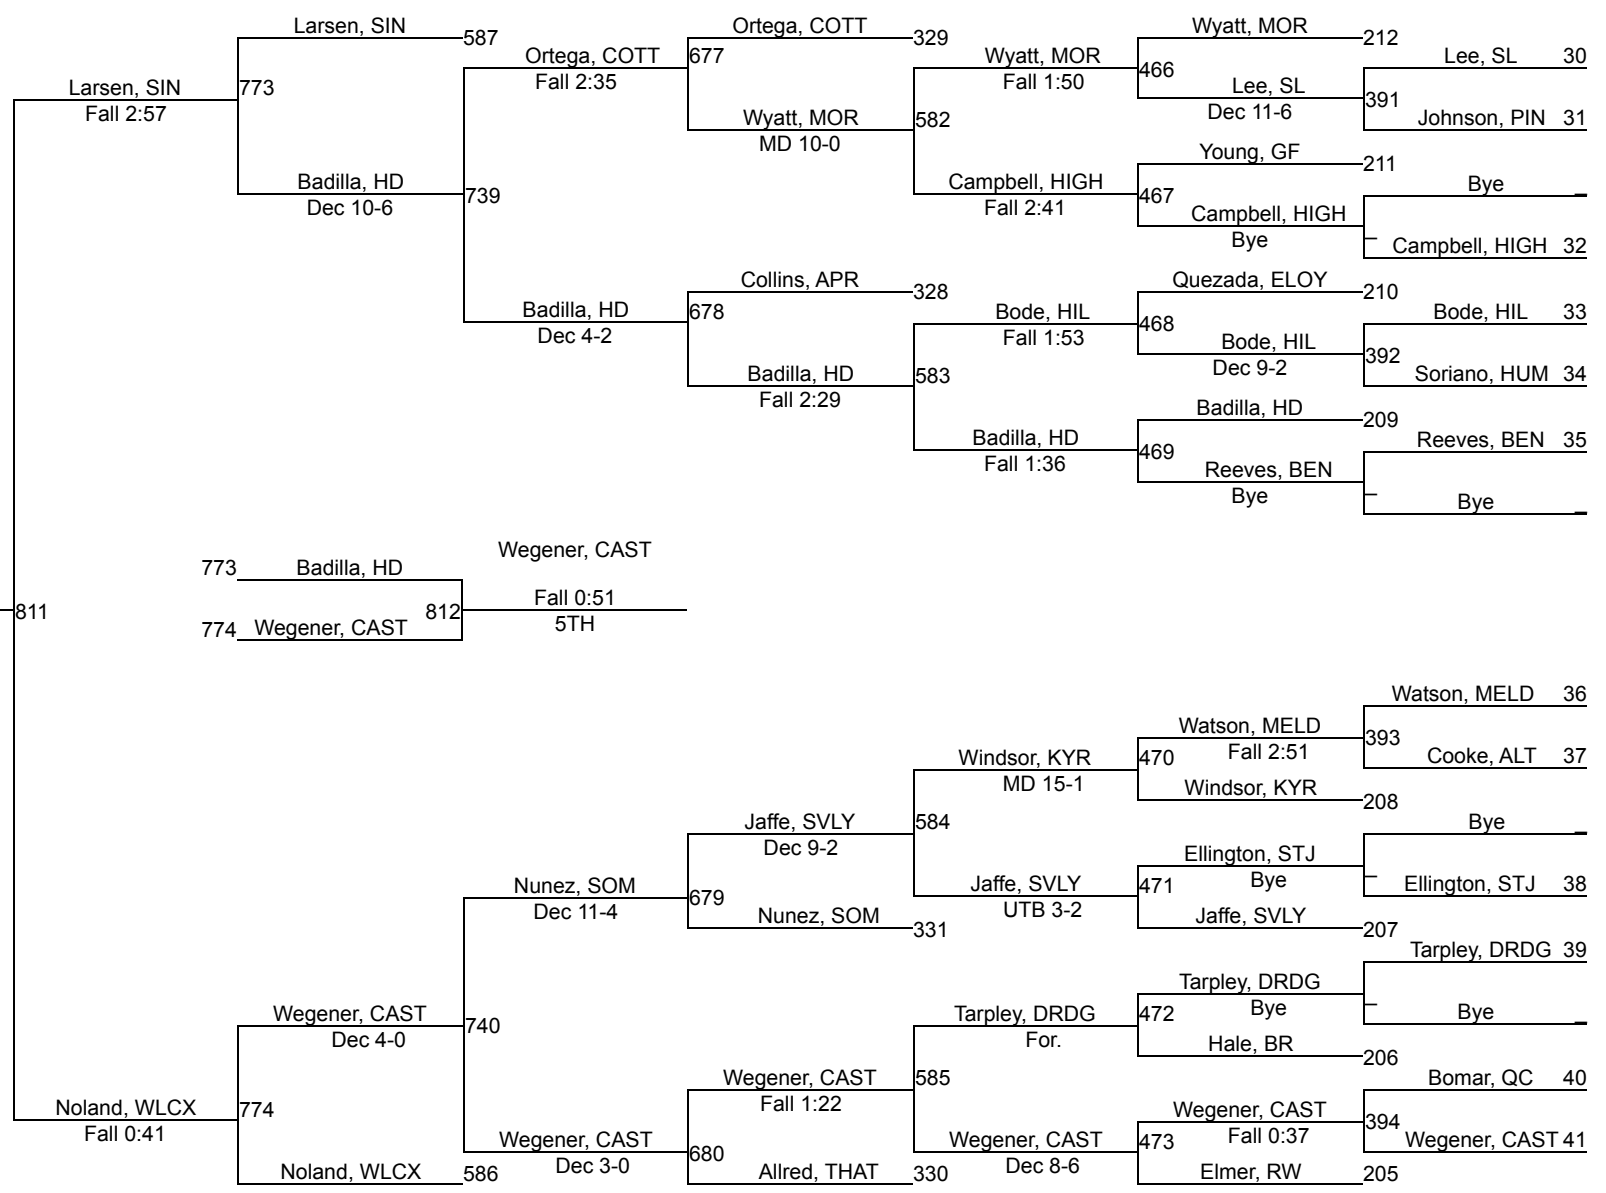 Larsen, SIN
587
Ortega, COTT
329
Wyatt, MOR
212
Ortega, COTT
677
Wyatt, MOR
Lee, SL 30
Fall 2:35
Fall 1:50
466
Larsen, SIN
773
Lee, SL
391
Fall 2:57
Dec 11-6
Wyatt, MOR
582
Johnson, PIN 31
MD 10-0
Young, GF
211
Campbell, HIGH
Bye _
Badilla, HD
739
Fall 2:41
467
Dec 10-6
Campbell, HIGH
Bye
_
Campbell, HIGH 32
Collins, APR
328
Quezada, ELOY
210
Badilla, HD
678
Bode, HIL
Bode, HIL 33
Dec 4-2
Fall 1:53
468
Bode, HIL
392
Dec 9-2
Badilla, HD
583
Soriano, HUM 34
Fall 2:29
Badilla, HD
209
Badilla, HD
Reeves, BEN 35
Fall 1:36
469
Reeves, BEN
Bye
_
Bye _
Wegener, CAST
773 Badilla, HD
Fall 0:51
811
812
5TH
774 Wegener, CAST
Watson, MELD 36
Watson, MELD
393
Fall 2:51
Windsor, KYR
470
Cooke, ALT 37
MD 15-1
Windsor, KYR
208
Jaffe, SVLY
584
Bye _
Dec 9-2
Ellington, STJ
Bye
_
Nunez, SOM
679
Jaffe, SVLY
471
Ellington, STJ 38
Dec 11-4
UTB 3-2
Nunez, SOM
331
Jaffe, SVLY
207
Tarpley, DRDG 39
Tarpley, DRDG
Bye
_
Wegener, CAST
740
Tarpley, DRDG
472
Bye _
Dec 4-0
For.
Hale, BR
206
Wegener, CAST
585
Bomar, QC 40
Fall 1:22
Noland, WLCX
774
Wegener, CAST
394
Fall 0:41
Fall 0:37
Wegener, CAST
680
Wegener, CAST
473
Wegener, CAST 41
Dec 3-0
Dec 8-6
Noland, WLCX
586
Allred, THAT
330
Elmer, RW
205